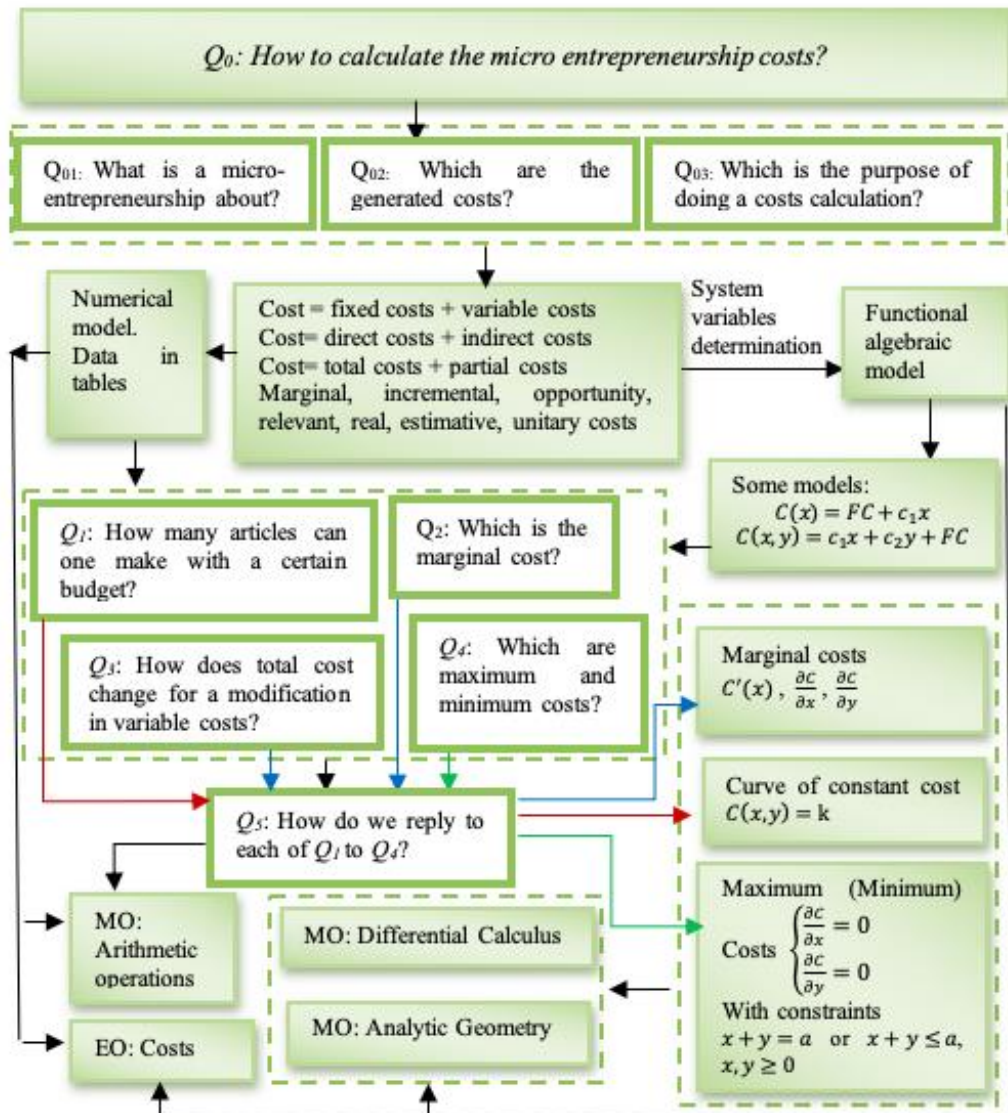 Q₀: How to calculate the micro entrepreneurship costs?
Q₀₁: What is a micro-
entrepreneurship about?
Q₀₂: Which are the
generated costs?
Q₀₃: Which is the purpose of
doing a costs calculation?
Numerical
model.
Data in
tables
Cost = fixed costs + variable costs
Cost= direct costs + indirect costs
Cost= total costs + partial costs
Marginal, incremental, opportunity,
relevant, real, estimative, unitary costs
System
variables
determination
Functional
algebraic
model
Some models:
C(x) = FC + c₁x
C(x, y) = c₁x + c₂y + FC
Q₁: How many articles can
one make with a certain
budget?
Q₂: Which is the
marginal cost?
Q₃: How does total cost
change for a modification
in variable costs?
Q₄: Which are
maximum and
minimum costs?
Marginal costs
C′(x) , ∂C/∂x , ∂C/∂y
Curve of constant cost
C(x,y) = k
Q₅: How do we reply to
each of Q₁ to Q₄?
Maximum (Minimum)
Costs { ∂C/∂x = 0
∂C/∂y = 0
With constraints
x + y = a or x + y ≤ a,
x, y ≥ 0
MO:
Arithmetic
operations
MO: Differential Calculus
MO: Analytic Geometry
EO: Costs